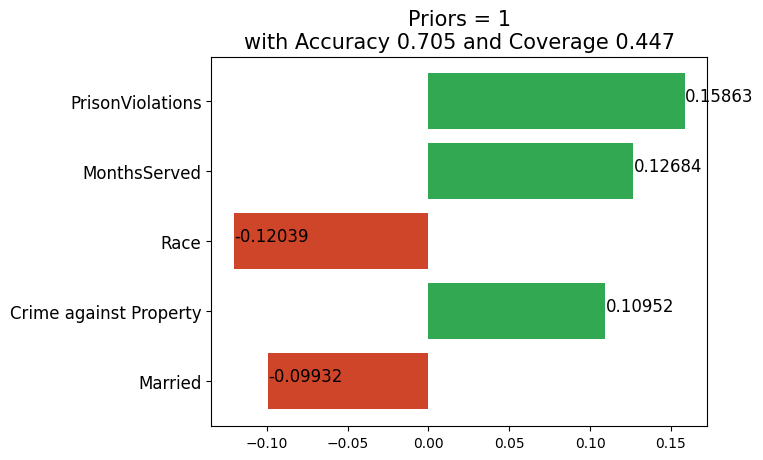 Priors = 1
with Accuracy 0.705 and Coverage 0.447
PrisonViolations
0.15863
MonthsServed
0.12684
Race
-0.12039
Crime against Property
0.10952
Married
-0.09932
−0.10
−0.05
0.00
0.05
0.10
0.15